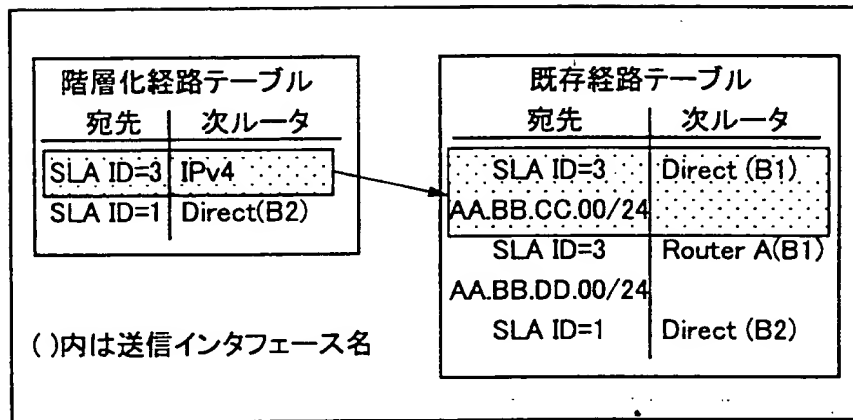 階層化経路テーブル
宛先 次ルータ
SLA ID=3 IPv4
SLA ID=1 Direct(B2)
既存経路テーブル
宛先 次ルータ
SLA ID=3 Direct (B1)
AA.BB.CC.00/24
SLA ID=3 Router A(B1)
AA.BB.DD.00/24
SLA ID=1 Direct (B2)
( )内は送信インタフェース名